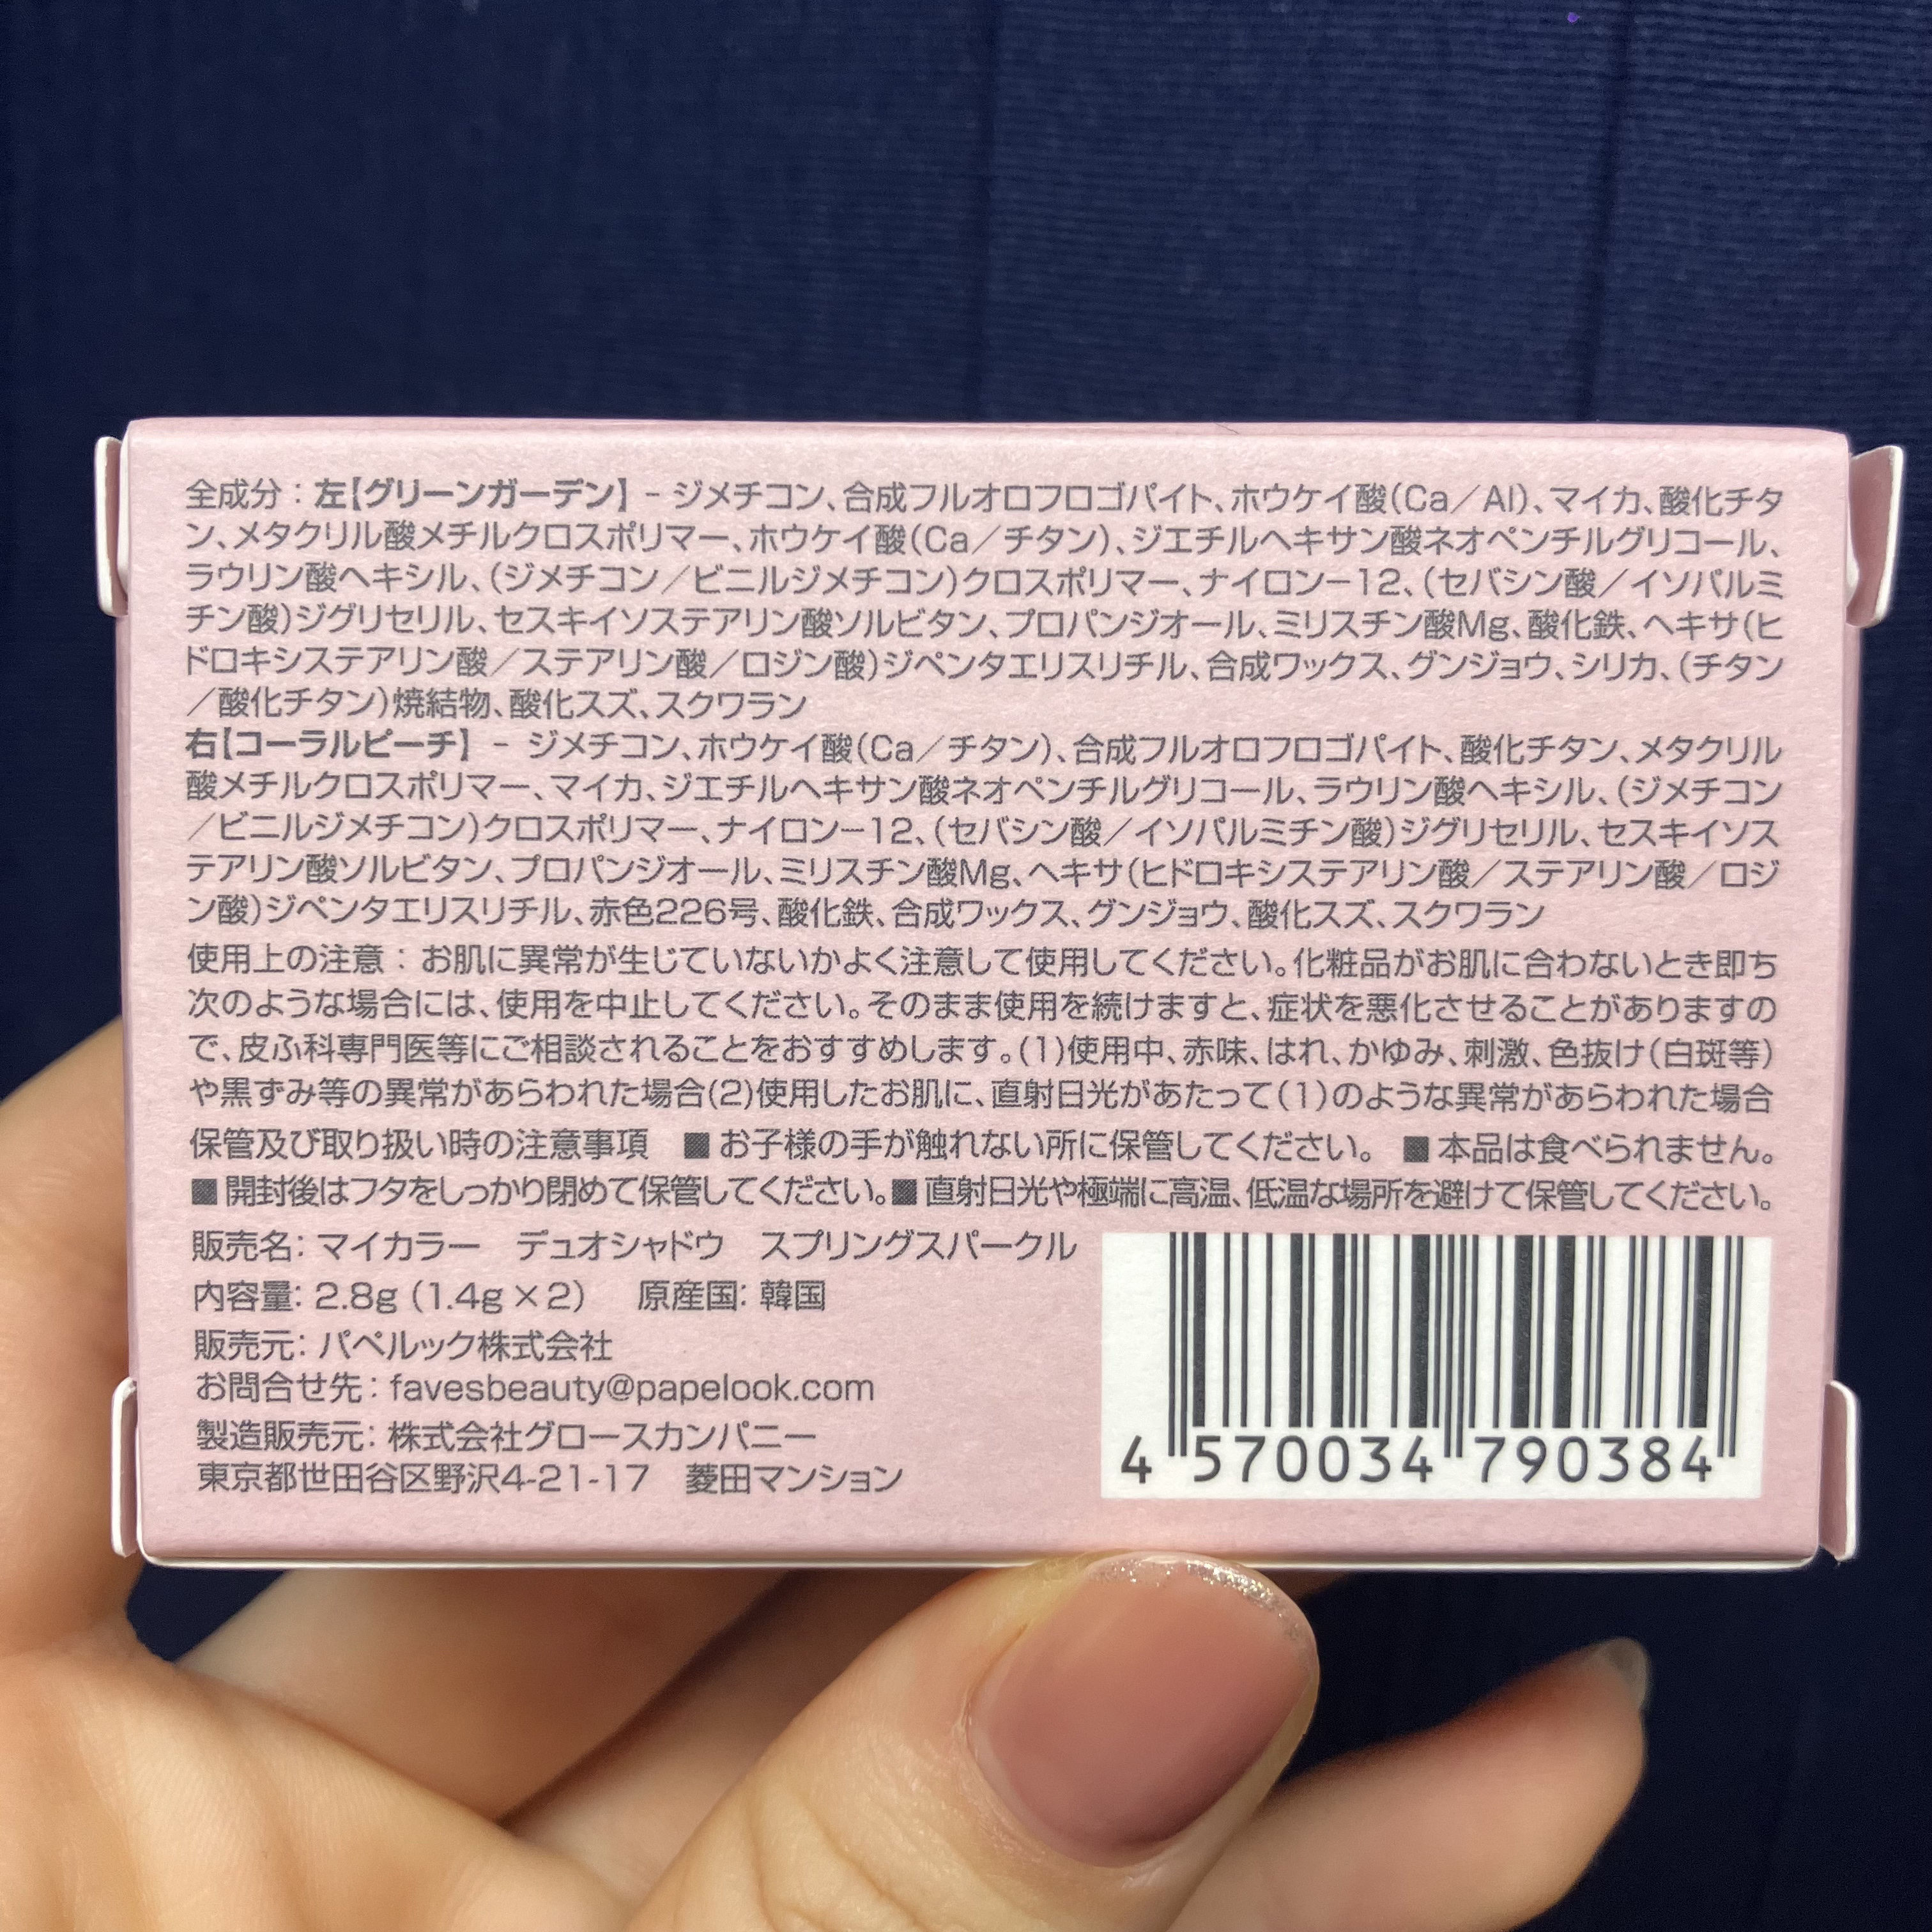 全成分：左【グリーンガーデン】 – ジメチコン、合成フルオロフロゴパイト、ホウケイ酸(Ca／Al)、マイカ、酸化チタ
ン、メタクリル酸メチルクロスポリマー、ホウケイ酸(Ca／チタン)、ジエチルヘキサン酸ネオペンチルグリコール、
ラウリン酸ヘキシル、(ジメチコン／ビニルジメチコン)クロスポリマー、ナイロン−12、(セバシン酸／イソパルミ
チン酸)ジグリセリル、セスキイソステアリン酸ソルビタン、プロパンジオール、ミリスチン酸Mg、酸化鉄、ヘキサ(ヒ
ドロキシステアリン酸／ステアリン酸／ロジン酸)ジペンタエリスリチル、合成ワックス、グンジョウ、シリカ、(チタン
／酸化チタン)焼結物、酸化スズ、スクワラン
右【コーラルピーチ】 – ジメチコン、ホウケイ酸(Ca／チタン)、合成フルオロフロゴパイト、酸化チタン、メタクリル
酸メチルクロスポリマー、マイカ、ジエチルヘキサン酸ネオペンチルグリコール、ラウリン酸ヘキシル、(ジメチコン
／ビニルジメチコン)クロスポリマー、ナイロン−12、(セバシン酸／イソパルミチン酸)ジグリセリル、セスキイソス
テアリン酸ソルビタン、プロパンジオール、ミリスチン酸Mg、ヘキサ(ヒドロキシステアリン酸／ステアリン酸／ロジ
ン酸)ジペンタエリスリチル、赤色226号、酸化鉄、合成ワックス、グンジョウ、酸化スズ、スクワラン
使用上の注意：お肌に異常が生じていないかよく注意して使用してください。化粧品がお肌に合わないとき即ち
次のような場合には、使用を中止してください。そのまま使用を続けますと、症状を悪化させることがありますの
で、皮ふ科専門医等にご相談されることをおすすめします。(1)使用中、赤味、はれ、かゆみ、刺激、色抜け(白斑等)
や黒ずみ等の異常があらわれた場合(2)使用したお肌に、直射日光があたって(1)のような異常があらわれた場合
保管及び取り扱い時の注意事項　■お子様の手が触れない所に保管してください。　■本品は食べられません。
■開封後はフタをしっかり閉めて保管してください。■直射日光や極端に高温、低温な場所を避けて保管してください。
販売名：マイカラー　デュオシャドウ　スプリングスパークル
内容量：2.8g (1.4g×2)　原産国：韓国
販売元：パペルック株式会社
お問合せ先：favesbeauty@papelook.com
製造販売元：株式会社グロースカンパニー
東京都世田谷区野沢4-21-17　菱田マンション
4 570034 790384